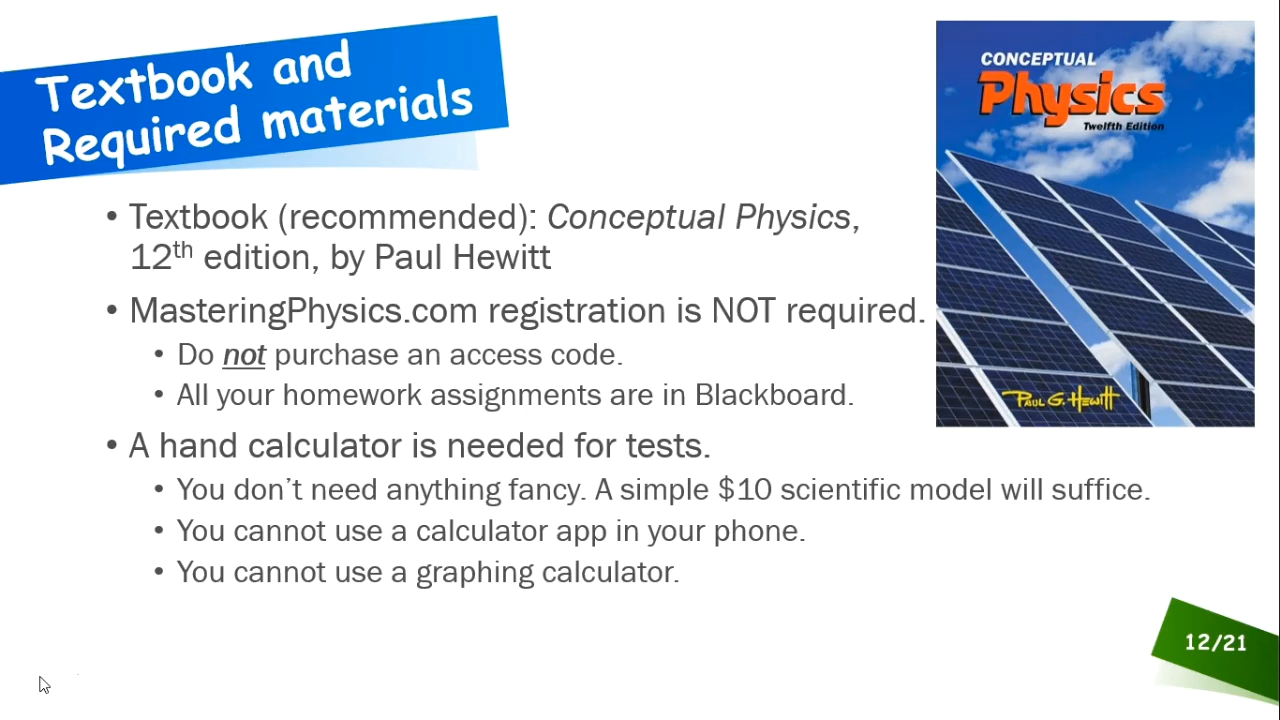 Textbook and
Required materials
CONCEPTUAL
Physics
Twelfth Edition
• Textbook (recommended): Conceptual Physics,
12th edition, by Paul Hewitt
• MasteringPhysics.com registration is NOT required.
• Do not purchase an access code.
• All your homework assignments are in Blackboard.
PAUL G. HEWITT
• A hand calculator is needed for tests.
• You don’t need anything fancy. A simple $10 scientific model will suffice.
• You cannot use a calculator app in your phone.
• You cannot use a graphing calculator.
12/21